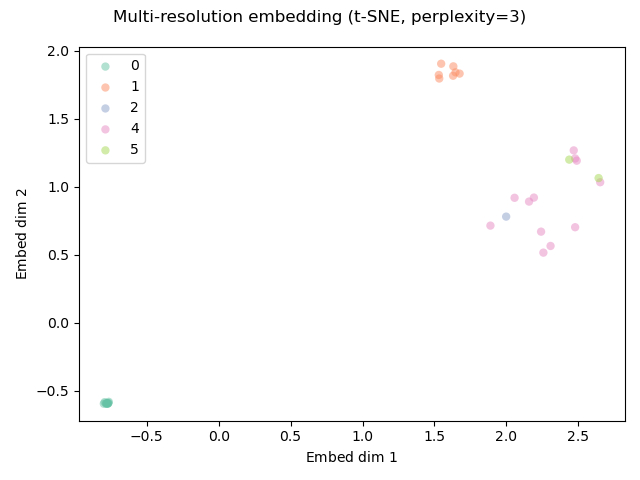 Multi-resolution embedding (t-SNE, perplexity=3)
2.0
1.5
1.0
0.5
0.0
−0.5
Embed dim 2
0
1
2
4
5
−0.5 0.0 0.5 1.0 1.5 2.0 2.5
Embed dim 1